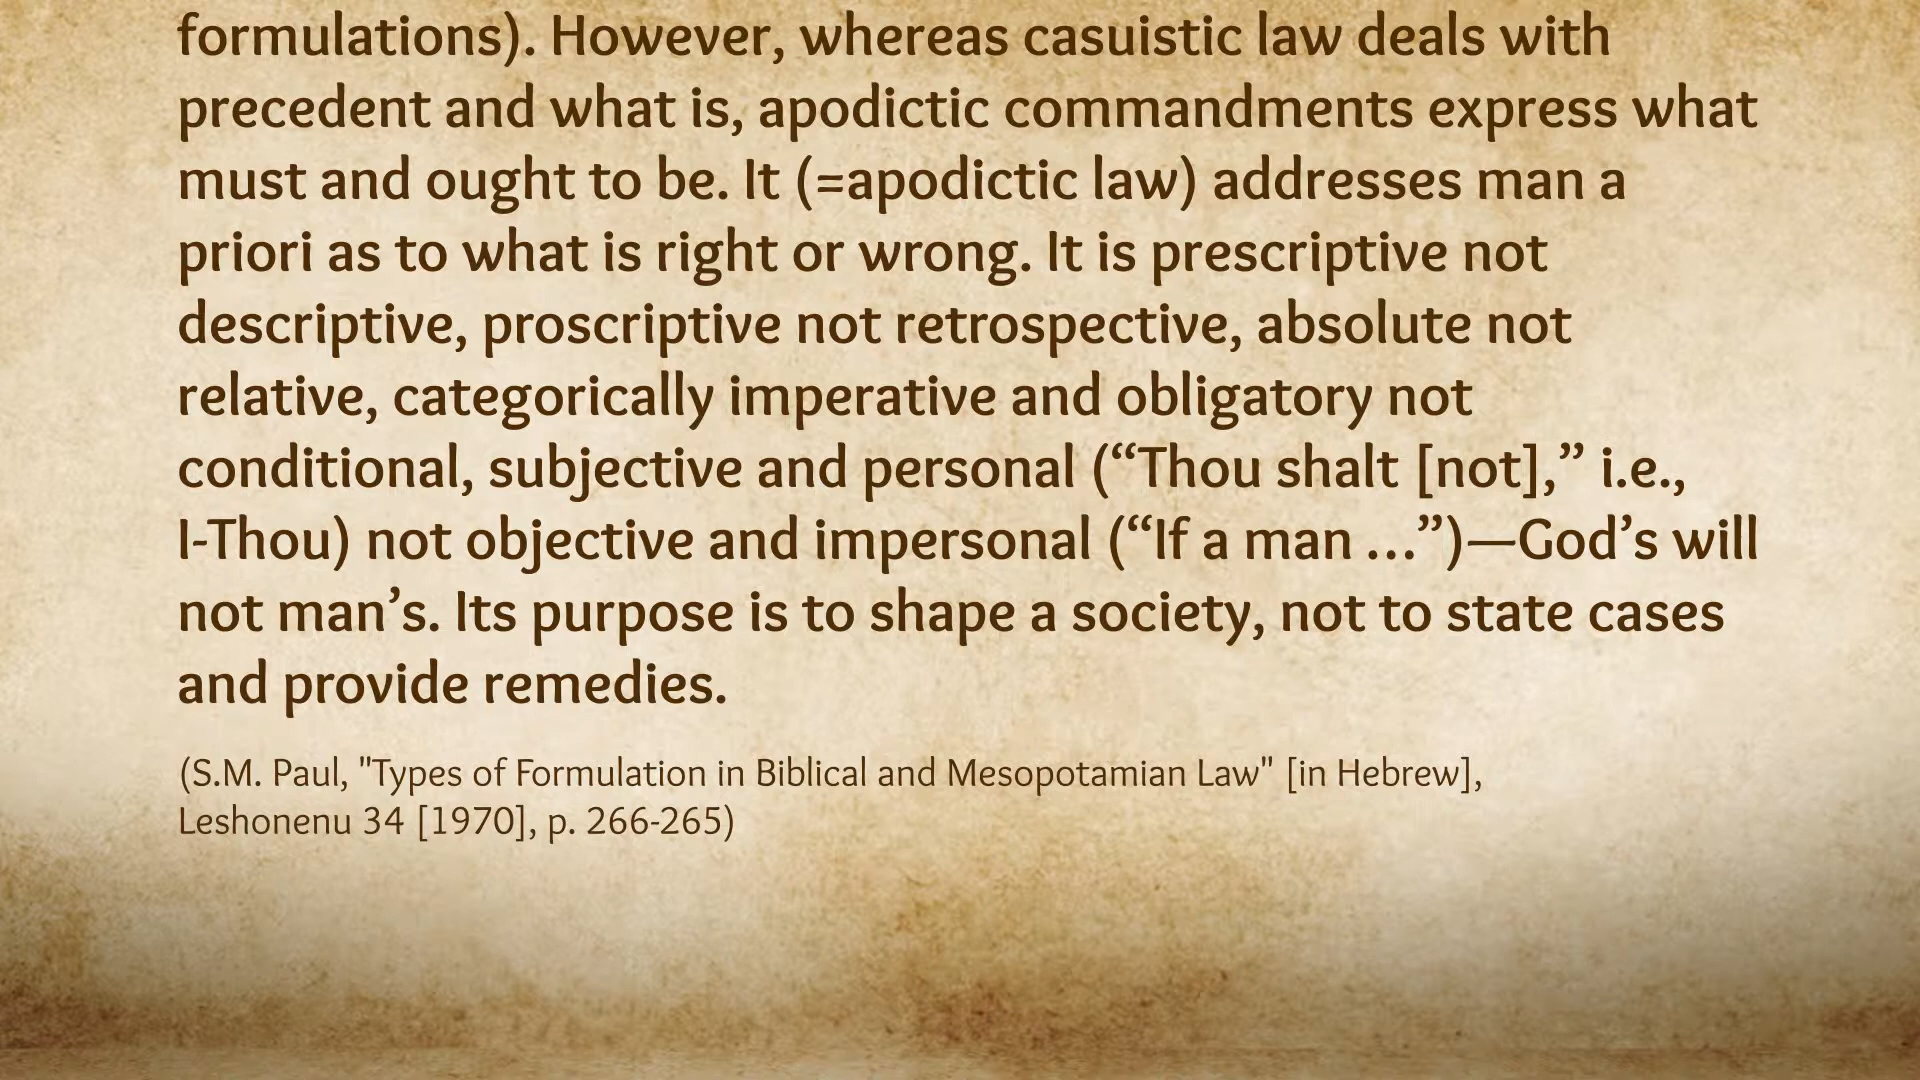 formulations). However, whereas casuistic law deals with
precedent and what is, apodictic commandments express what
must and ought to be. It (=apodictic law) addresses man a
priori as to what is right or wrong. It is prescriptive not
descriptive, proscriptive not retrospective, absolute not
relative, categorically imperative and obligatory not
conditional, subjective and personal (“Thou shalt [not],” i.e.,
I-Thou) not objective and impersonal (“If a man …”)—God’s will
not man’s. Its purpose is to shape a society, not to state cases
and provide remedies.
(S.M. Paul, "Types of Formulation in Biblical and Mesopotamian Law" [in Hebrew],
Leshonenu 34 [1970], p. 266-265)